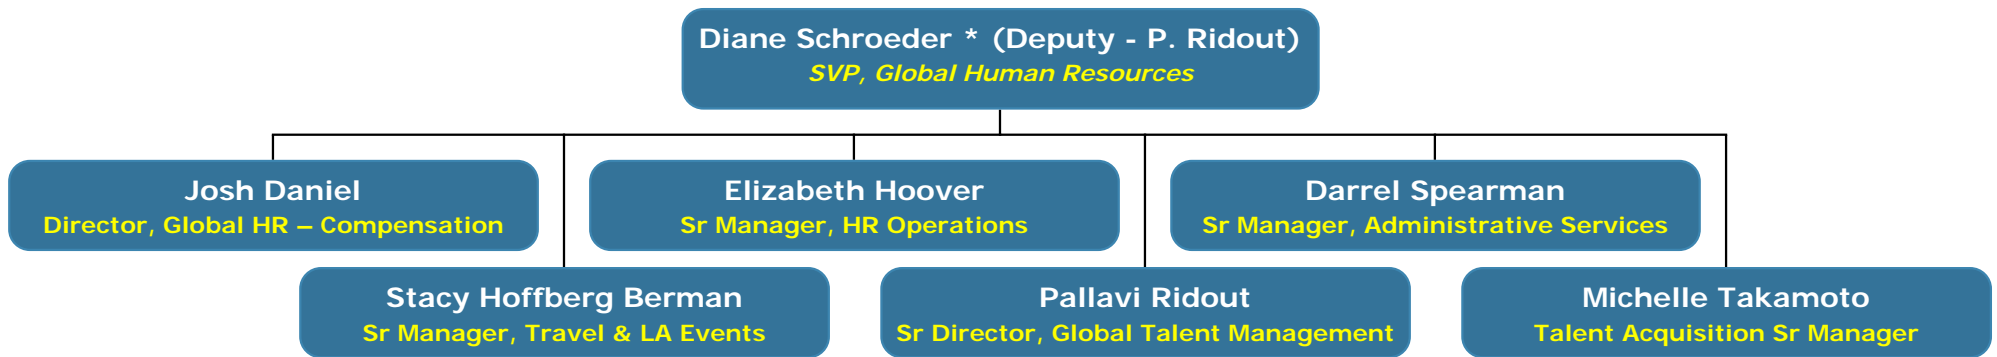 Diane Schroeder * (Deputy - P. Ridout)
SVP, Global Human Resources
Josh Daniel
Director, Global HR – Compensation
Elizabeth Hoover
Sr Manager, HR Operations
Darrel Spearman
Sr Manager, Administrative Services
Stacy Hoffberg Berman
Sr Manager, Travel & LA Events
Pallavi Ridout
Sr Director, Global Talent Management
Michelle Takamoto
Talent Acquisition Sr Manager